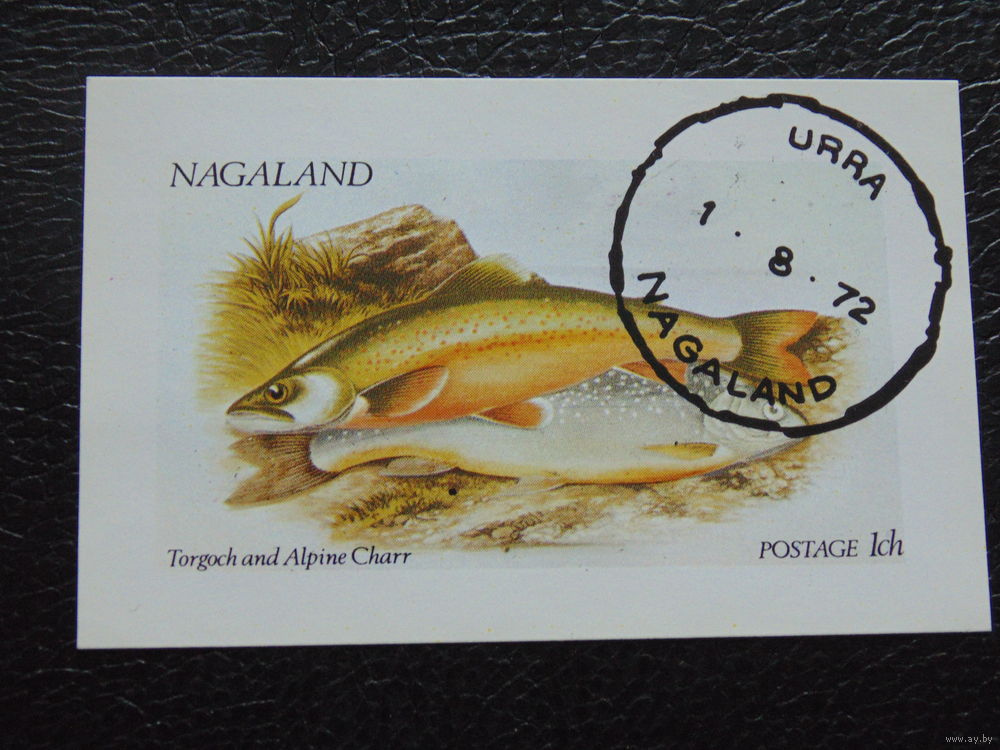 NAGALAND
URRA
1 . 8 . 72
NAGALAND
Torgoch and Alpine Charr
POSTAGE 1ch
www.ay.by